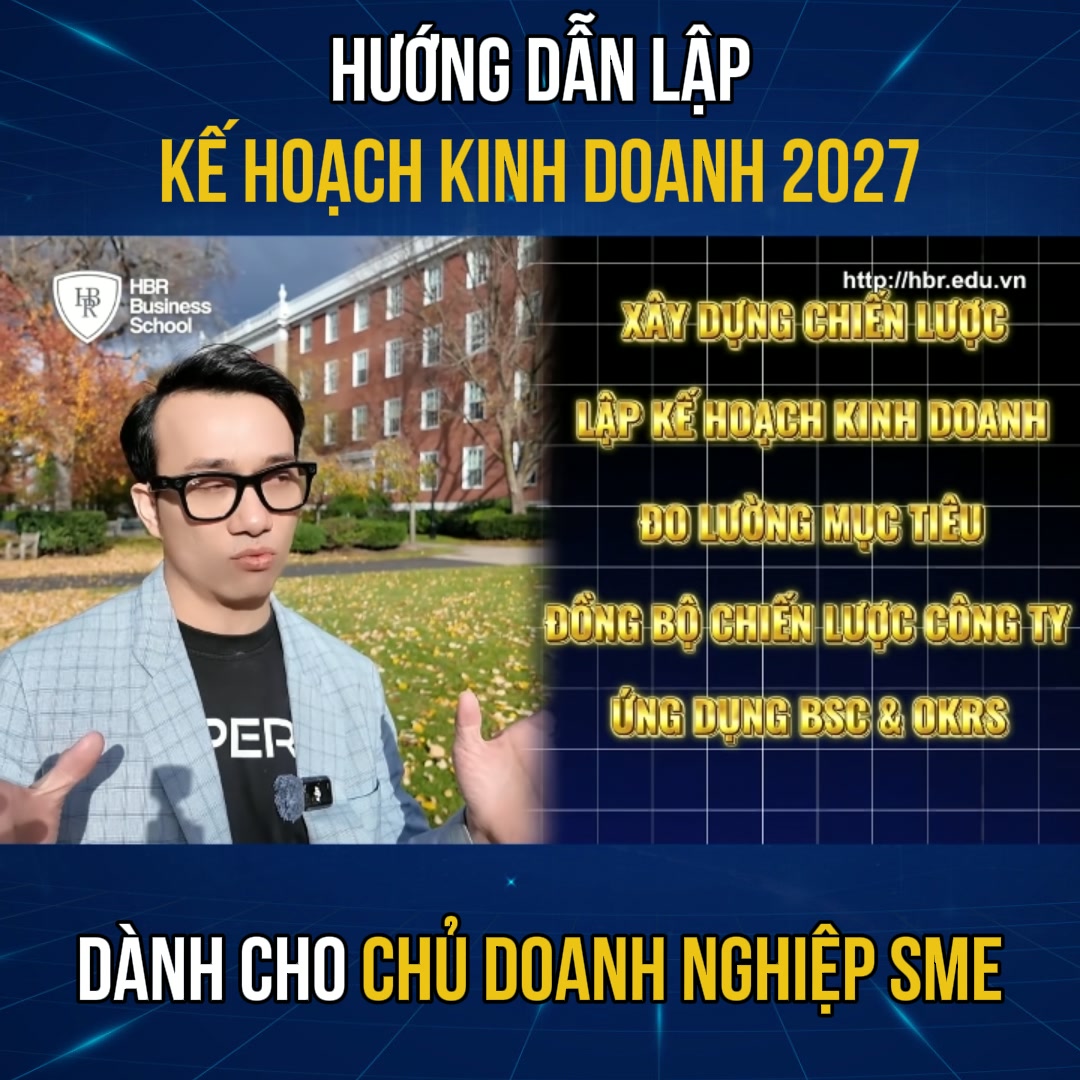 HƯỚNG DẪN LẬP
KẾ HOẠCH KINH DOANH 2027
HBR
Business
School
HBR
http://hbr.edu.vn
XÂY DỰNG CHIẾN LƯỢC
LẬP KẾ HOẠCH KINH DOANH
ĐO LƯỜNG MỤC TIÊU
ĐỒNG BỘ CHIẾN LƯỢC CÔNG TY
ỨNG DỤNG BSC & OKRS
PER
DÀNH CHO CHỦ DOANH NGHIỆP SME